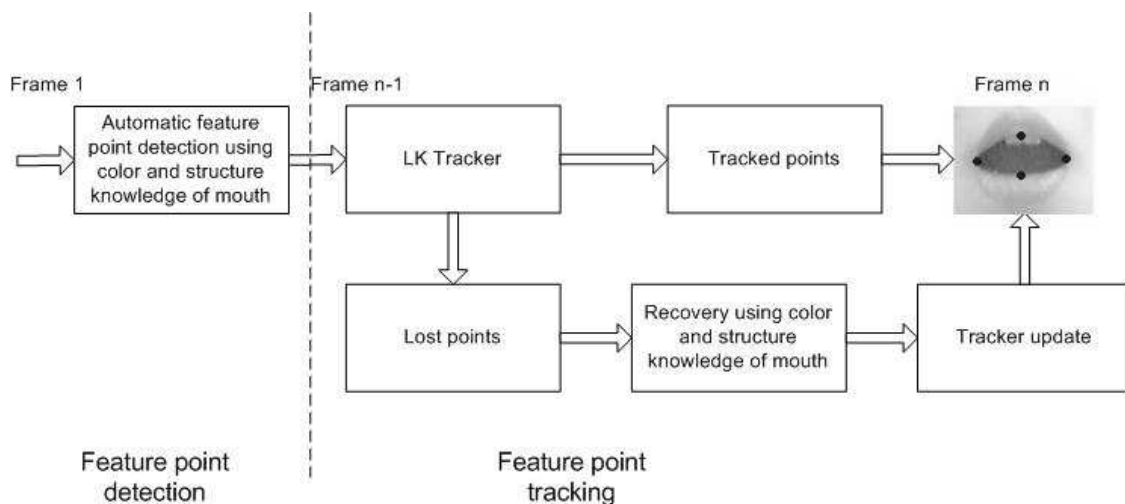 Frame 1
Automatic feature
point detection using
color and structure
knowledge of mouth
Frame n-1
LK Tracker
Tracked points
Frame n
Lost points
Recovery using color
and structure
knowledge of mouth
Tracker update
Feature point
detection
Feature point
tracking